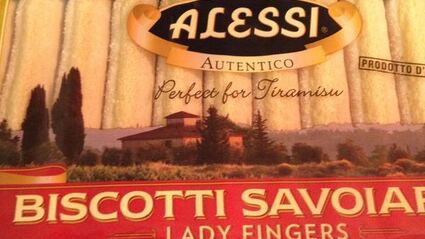 ALESSI®
AUTENTICO
Perfect for Tiramisu
PRODOTTO D'
BISCOTTI SAVOIAR
LADY FINGERS